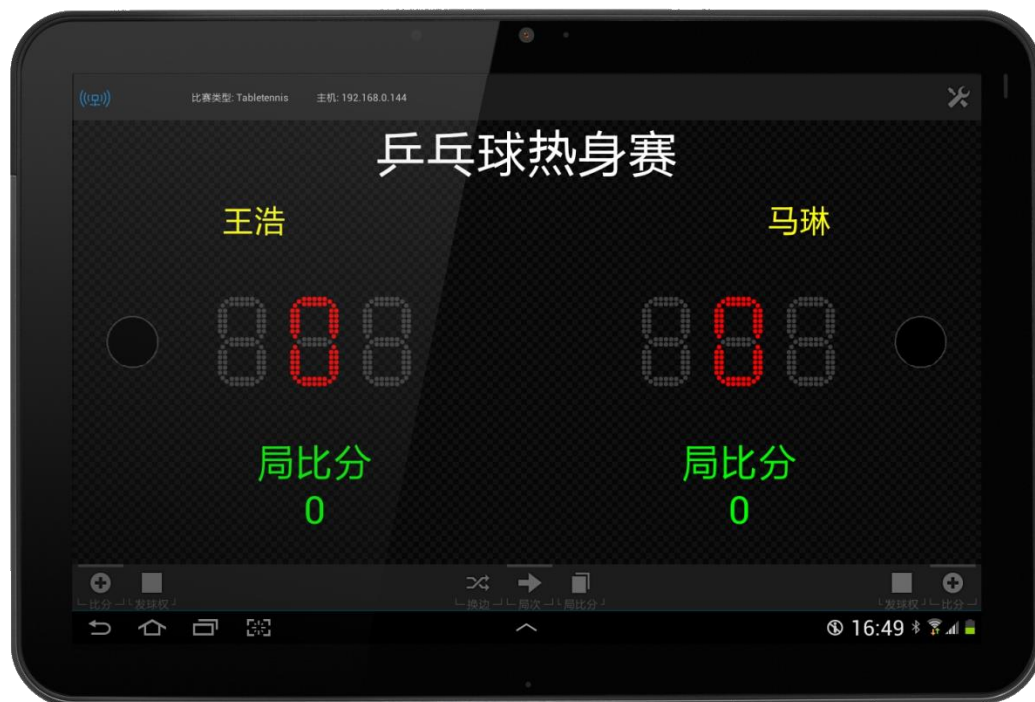 比赛类型: Tabletennis 主机: 192.168.0.144
乒乓球热身赛
王浩 马琳
0 0
局比分 局比分
0 0
比分 发球权 换边 局次 局比分 发球权 比分
16:49